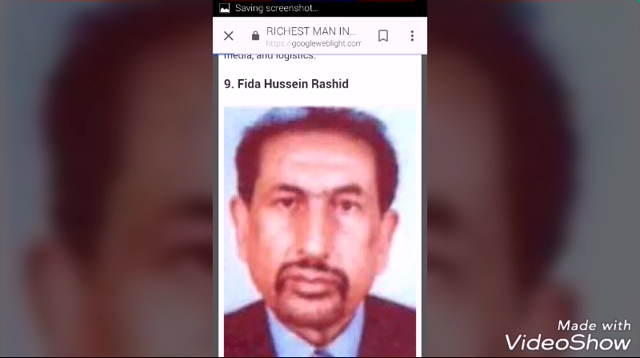 Saving screenshot...
RICHEST MAN IN...
https://googleweblight.com
media, and logistics.
9. Fida Hussein Rashid
Made with
VideoShow